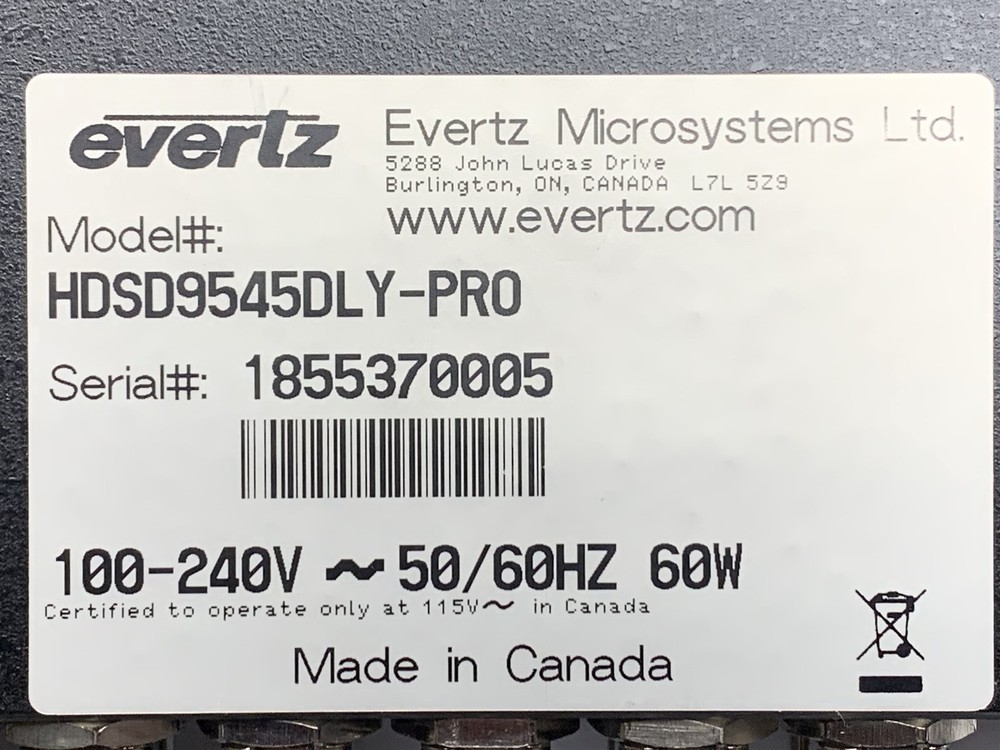 evertz
Evertz Microsystems Ltd.
5288 John Lucas Drive
Burlington, ON, CANADA L7L 5Z9
www.evertz.com
Model#:
HDSD9545DLY-PRO
Serial#: 1855370005
100-240V ~ 50/60HZ 60W
Certified to operate only at 115V~ in Canada
Made in Canada